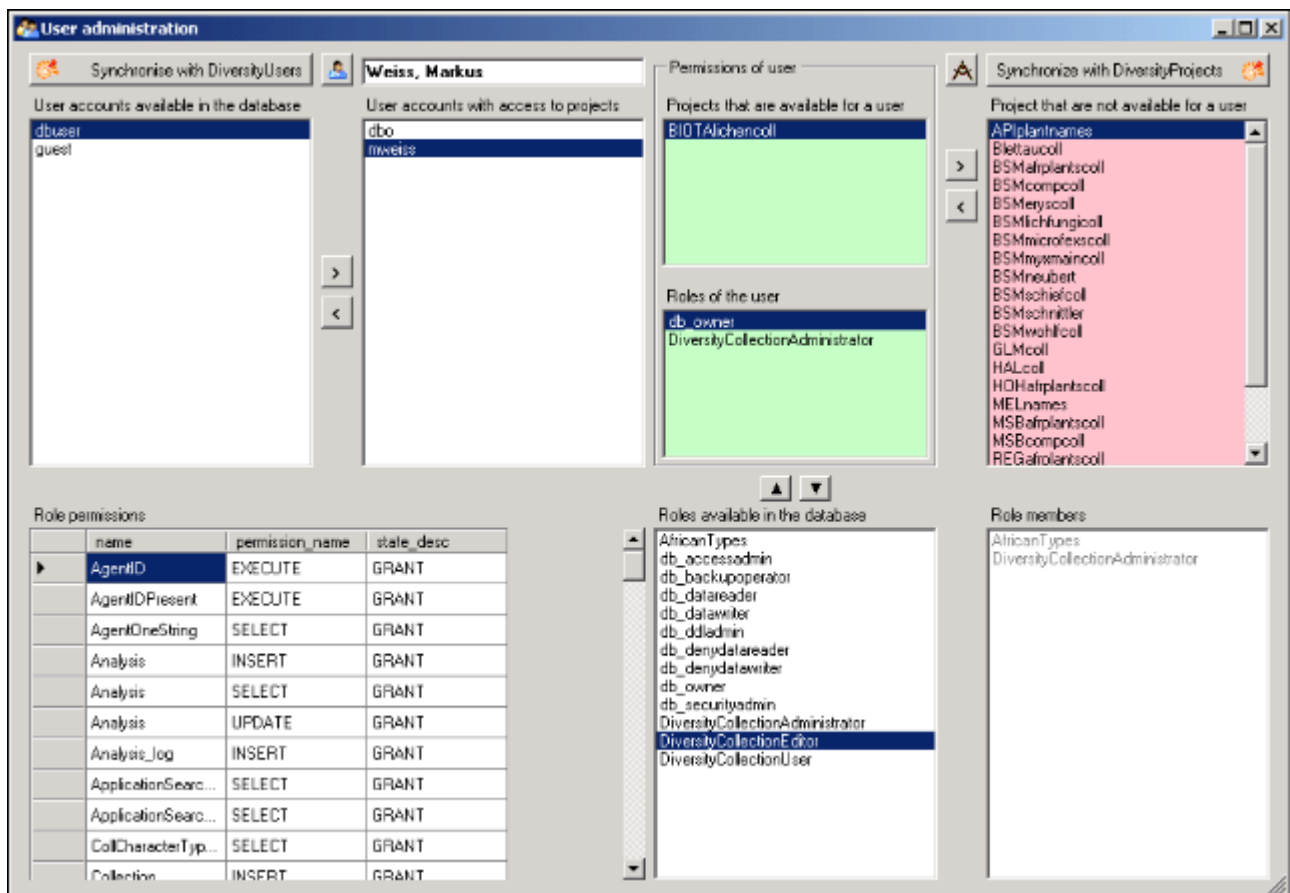 User administration
Synchronise with DiversityUsers
Weiss, Markus
Permissions of user
Synchronize with DiversityProjects
User accounts available in the database
dbuser
guest
User accounts with access to projects
dbo
mweiss
>
<
Projects that are available for a user
BIOTAlichencoll
Roles of the user
db_owner
DiversityCollectionAdministrator
>
<
Project that are not available for a user
APIplantnames
Blettaucoll
BSMafrplantscoll
BSMcompcoll
BSMeryscoll
BSMlichfungicoll
BSMmicrofexscoll
BSMmyxmaincoll
BSMneubert
BSMschiefcoll
BSMschnittler
BSMwohlfcoll
GLMcoll
HALcoll
HOHafrplantscoll
MELnames
MSBafrplantscoll
MSBcompcoll
REGafrplantscoll
Role permissions
name permission_name state_desc
AgentID EXECUTE GRANT
AgentIDPresent EXECUTE GRANT
AgentOneString SELECT GRANT
Analysis INSERT GRANT
Analysis SELECT GRANT
Analysis UPDATE GRANT
Analysis_log INSERT GRANT
ApplicationSearc... SELECT GRANT
ApplicationSearc... SELECT GRANT
CollCharacterTyp... SELECT GRANT
Collection INSERT GRANT
Roles available in the database
AfricanTypes
db_accessadmin
db_backupoperator
db_datareader
db_datawriter
db_ddladmin
db_denydatareader
db_denydatawriter
db_owner
db_securityadmin
DiversityCollectionAdministrator
DiversityCollectionEditor
DiversityCollectionUser
Role members
AfricanTypes
DiversityCollectionAdministrator